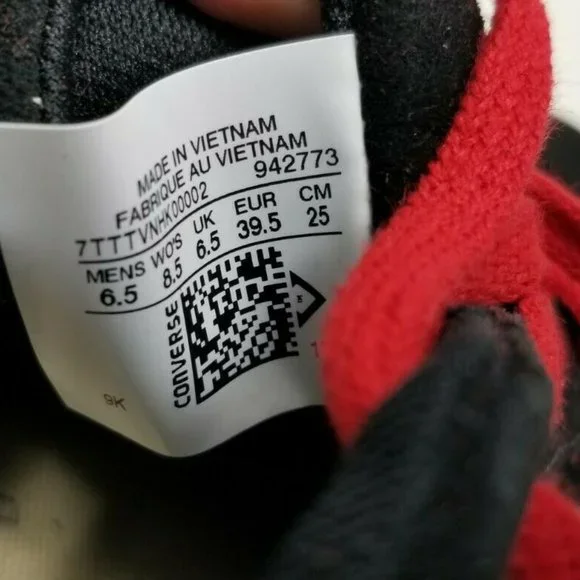 MADE IN VIETNAM
FABRIQUE AU VIETNAM
7TTTVNHK00002 942773
MENS WO'S UK EUR CM
6.5 8.5 6.5 39.5 25
CONVERSE
9K